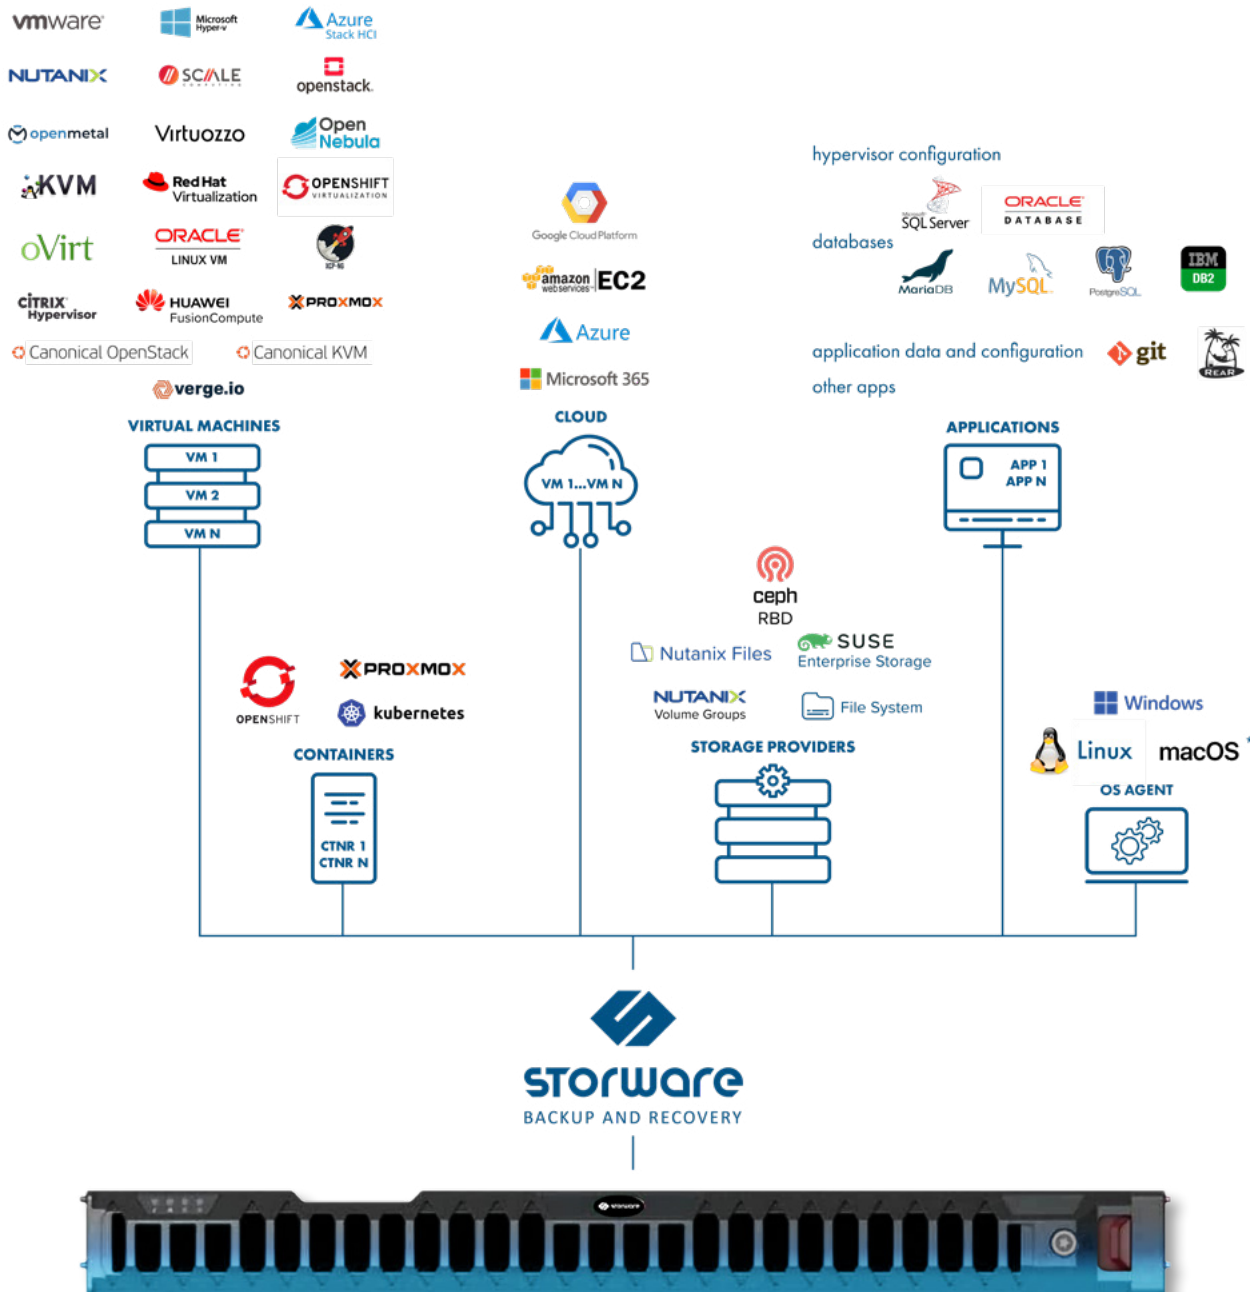 vmware
Microsoft
Hyper-v
Azure
Stack HCI
NUTANIX
SCALE
COMPUTING
openstack.
openmetal
Virtuozzo
Open
Nebula
KVM
Red Hat
Virtualization
OPENSHIFT
VIRTUALIZATION
oVirt
ORACLE
LINUX VM
XCP-NG
CITRIX
Hypervisor
HUAWEI
FusionCompute
PROXMOX
Canonical OpenStack
Canonical KVM
verge.io
VIRTUAL MACHINES
VM 1
VM 2
VM N
Google Cloud Platform
amazon
web services
EC2
Azure
Microsoft 365
CLOUD
VM 1...VM N
hypervisor configuration
Microsoft
SQL Server
ORACLE
DATABASE
databases
MariaDB
MySQL
PostgreSQL
IBM
DB2
application data and configuration
git
REAR
other apps
APPLICATIONS
APP 1
APP N
OPENSHIFT
PROXMOX
kubernetes
CONTAINERS
CTNR 1
CTNR N
ceph
RBD
Nutanix Files
SUSE
Enterprise Storage
NUTANIX
Volume Groups
File System
STORAGE PROVIDERS
Windows
Linux
macOS *
OS AGENT
STORWARE
BACKUP AND RECOVERY
storware